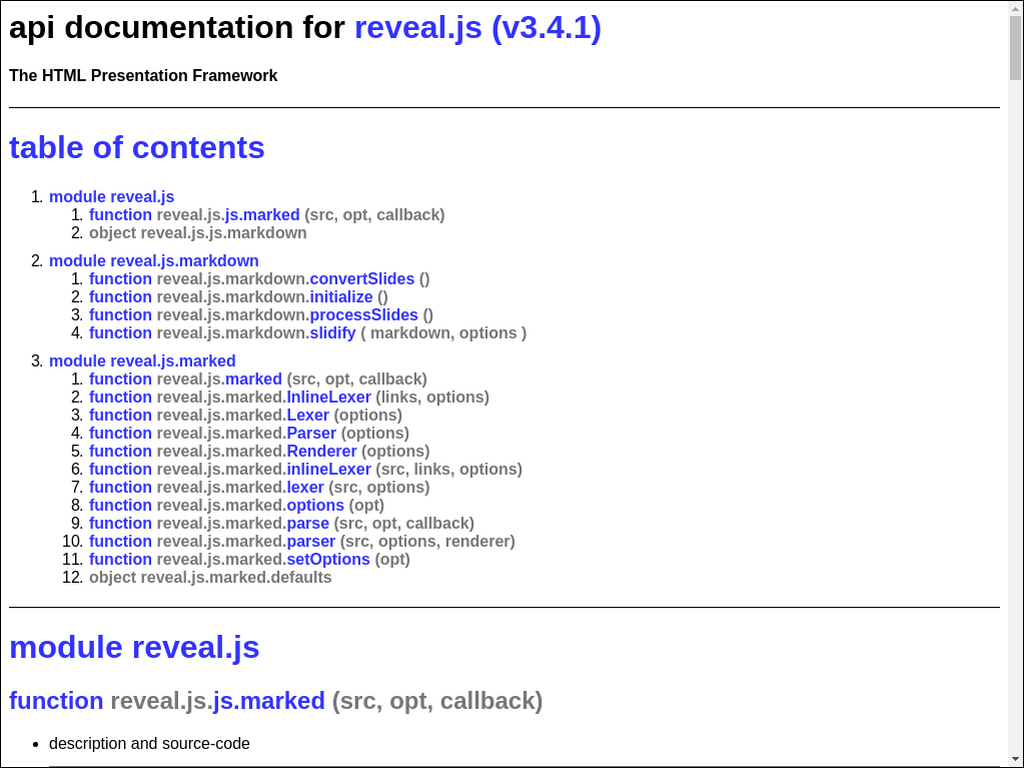 api documentation for reveal.js (v3.4.1)
The HTML Presentation Framework
table of contents
1. module reveal.js
1. function reveal.js.js.marked (src, opt, callback)
2. object reveal.js.js.markdown
2. module reveal.js.markdown
1. function reveal.js.markdown.convertSlides ()
2. function reveal.js.markdown.initialize ()
3. function reveal.js.markdown.processSlides ()
4. function reveal.js.markdown.slidify ( markdown, options )
3. module reveal.js.marked
1. function reveal.js.marked (src, opt, callback)
2. function reveal.js.marked.InlineLexer (links, options)
3. function reveal.js.marked.Lexer (options)
4. function reveal.js.marked.Parser (options)
5. function reveal.js.marked.Renderer (options)
6. function reveal.js.marked.inlineLexer (src, links, options)
7. function reveal.js.marked.lexer (src, options)
8. function reveal.js.marked.options (opt)
9. function reveal.js.marked.parse (src, opt, callback)
10. function reveal.js.marked.parser (src, options, renderer)
11. function reveal.js.marked.setOptions (opt)
12. object reveal.js.marked.defaults
module reveal.js
function reveal.js.js.marked (src, opt, callback)
• description and source-code